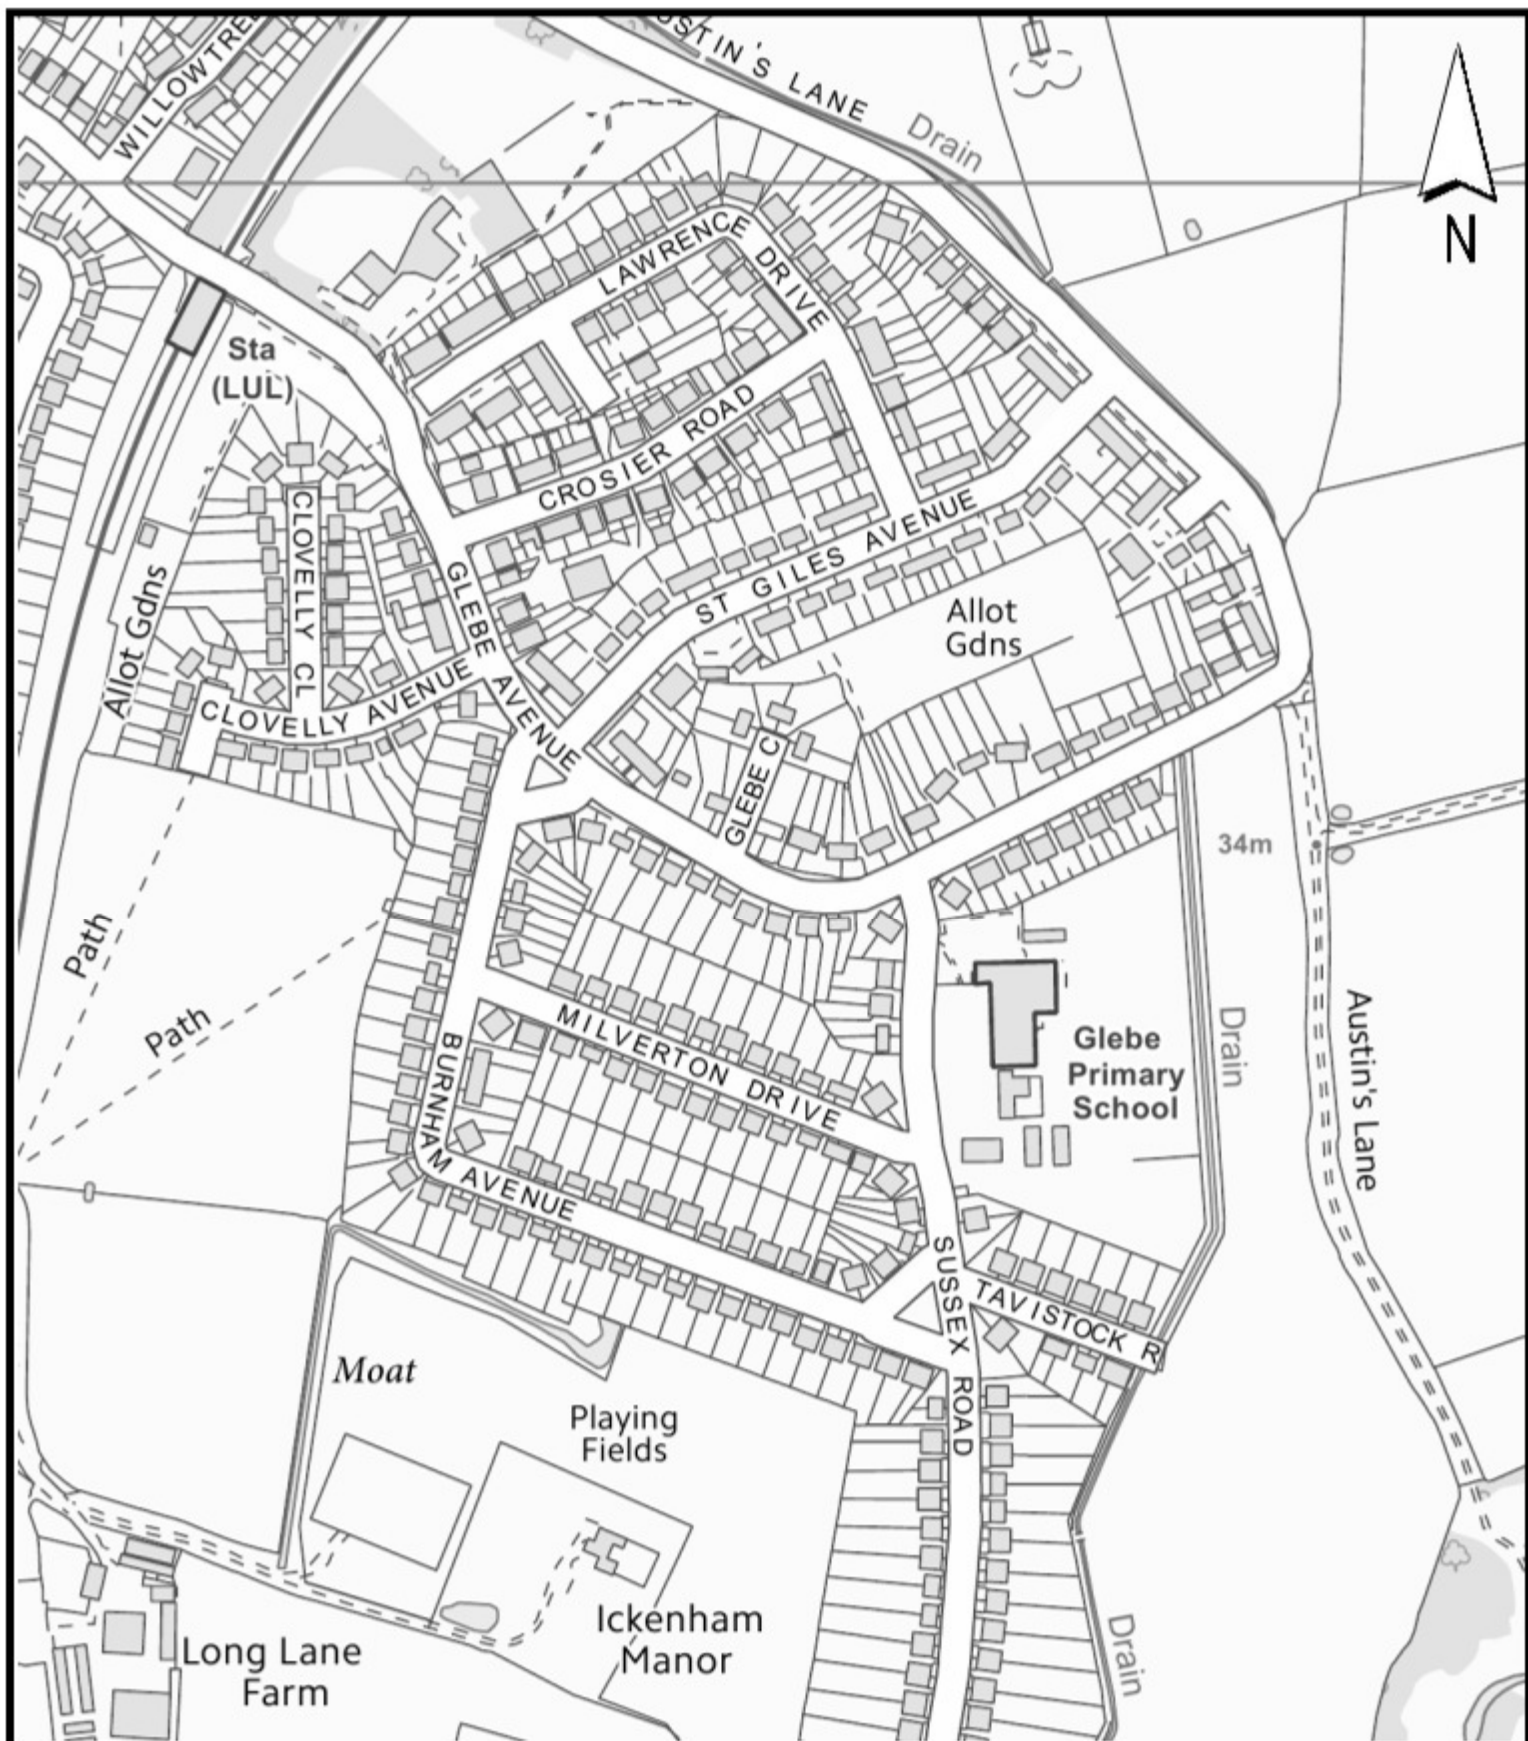 USTIN'S LANE
WILLOWTREE
Drain
N
LAWRENCE DRIVE
Sta
(LUL)
CROSIER ROAD
CLOVELLY CL
ST GILES AVENUE
GLEBE AVENUE
Allot Gdns
Allot
Gdns
CLOVELLY AVENUE
GLEBE C
34m
Path
Path
MILVERTON DRIVE
BURNHAM AVENUE
Glebe
Primary
School
Drain
Austin's Lane
SUSSEX ROAD
TAVISTOCK R
Moat
Playing
Fields
Ickenham
Manor
Long Lane
Farm
Drain